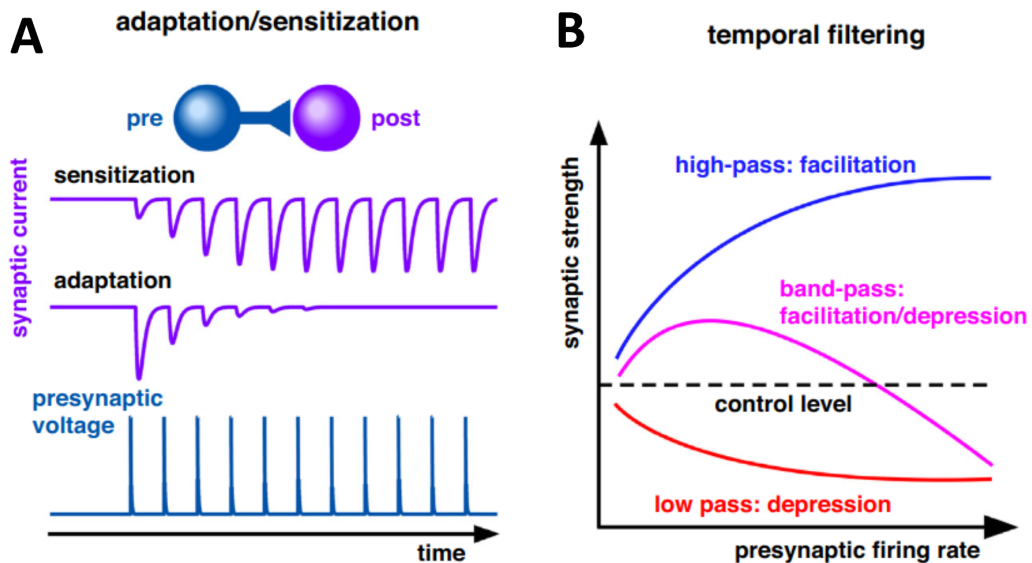 A
adaptation/sensitization
pre
post
synaptic current
sensitization
adaptation
presynaptic
voltage
time
B
temporal filtering
synaptic strength
high-pass: facilitation
band-pass:
facilitation/depression
control level
low pass: depression
presynaptic firing rate